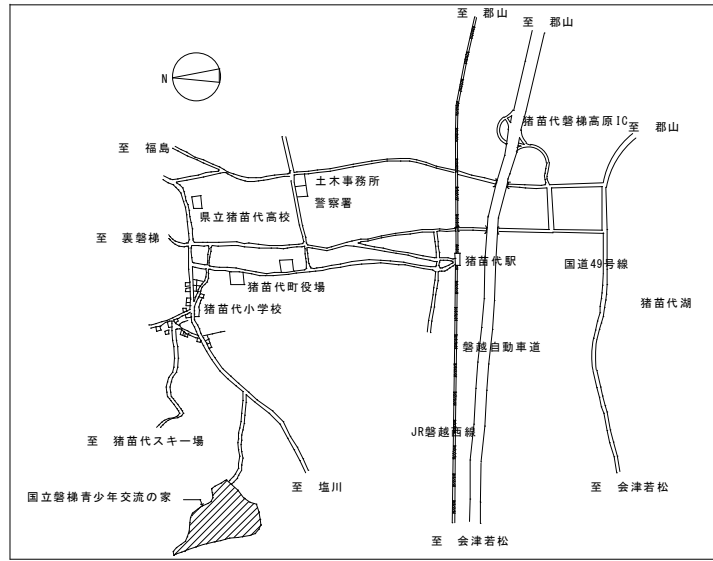 至　郡山
至　郡山
N
猪苗代磐梯高原IC
至　郡山
至　福島
土木事務所
警察署
県立猪苗代高校
至　裏磐梯
猪苗代駅
国道49号線
猪苗代町役場
猪苗代湖
猪苗代小学校
磐越自動車道
JR磐越西線
至　猪苗代スキー場
至　塩川
至　会津若松
国立磐梯青少年交流の家
至　会津若松